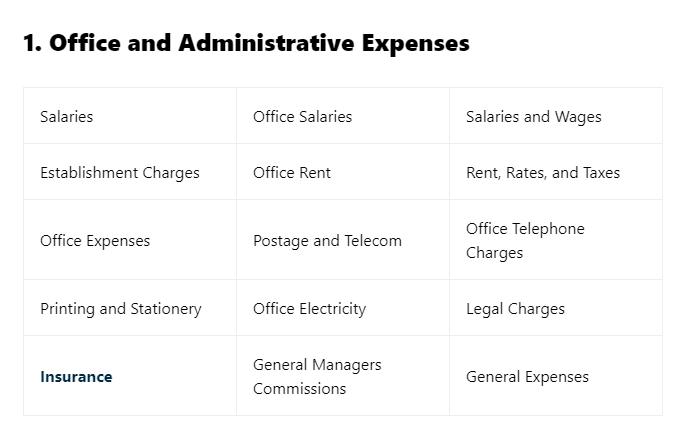 1. Office and Administrative Expenses
Salaries
Office Salaries
Salaries and Wages
Establishment Charges
Office Rent
Rent, Rates, and Taxes
Office Expenses
Postage and Telecom
Office Telephone
Charges
Printing and Stationery
Office Electricity
Legal Charges
Insurance
General Managers
Commissions
General Expenses